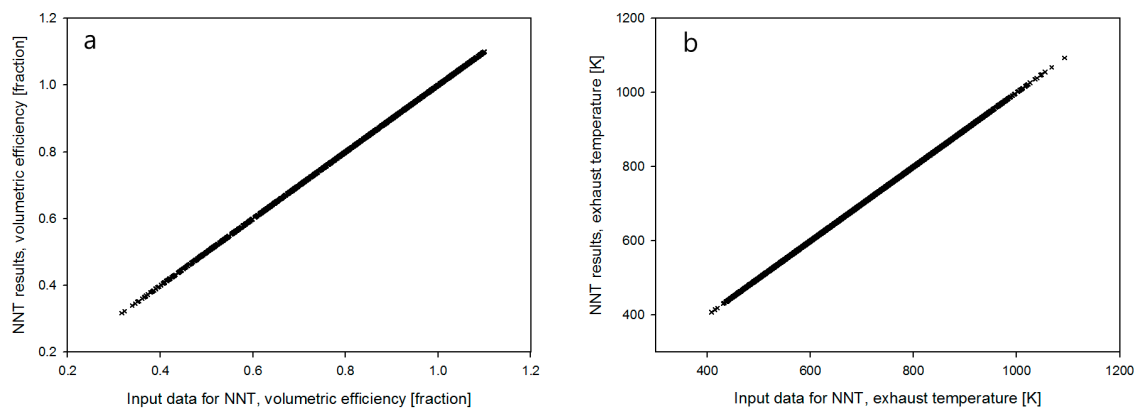 a
1.2
1.0
0.8
0.6
0.4
0.2
NNT results, volumetric efficiency [fraction]
0.2 0.4 0.6 0.8 1.0 1.2
Input data for NNT, volumetric efficiency [fraction]
b
1200
1000
800
600
400
NNT results, exhaust temperature [K]
400 600 800 1000 1200
Input data for NNT, exhaust temperature [K]